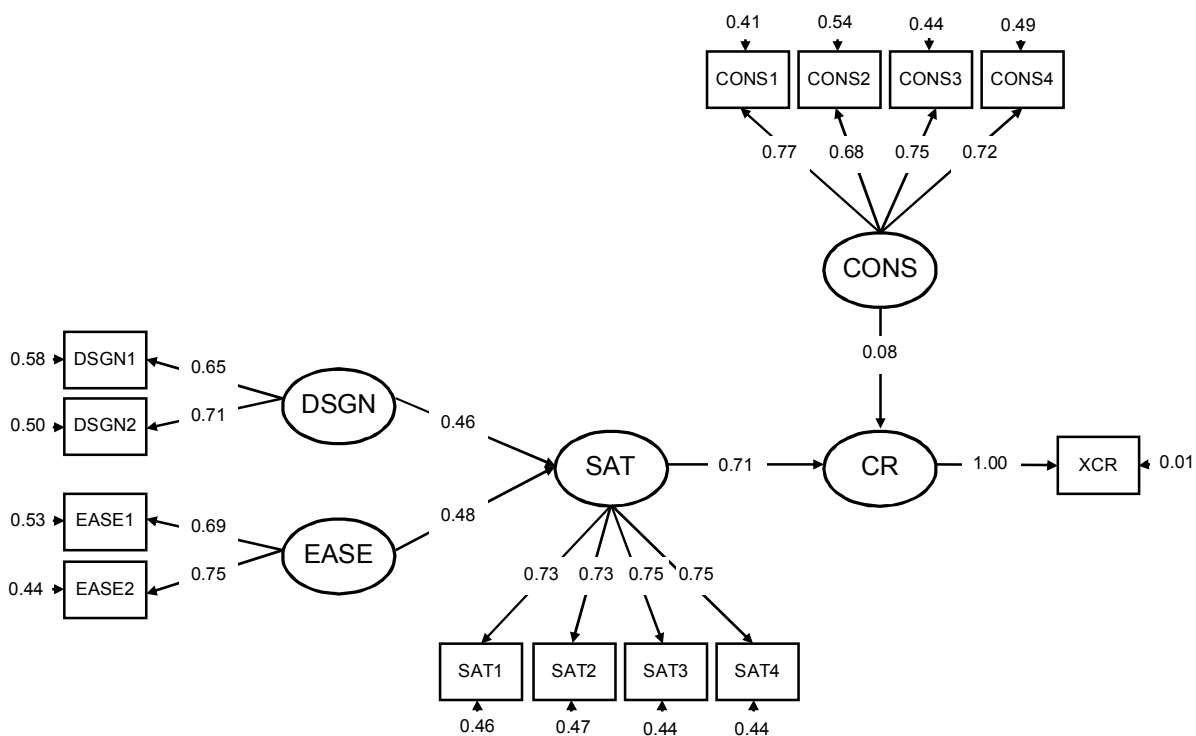 0.41 0.54 0.44 0.49
CONS1 CONS2 CONS3 CONS4
0.77 0.68 0.75 0.72
CONS
0.08
0.58 DSGN1 0.65
0.50 DSGN2 0.71
DSGN
0.46
0.53 EASE1 0.69
0.44 EASE2 0.75
EASE
0.48
SAT 0.71 CR 1.00 XCR 0.01
0.73 0.73 0.75 0.75
SAT1 SAT2 SAT3 SAT4
0.46 0.47 0.44 0.44